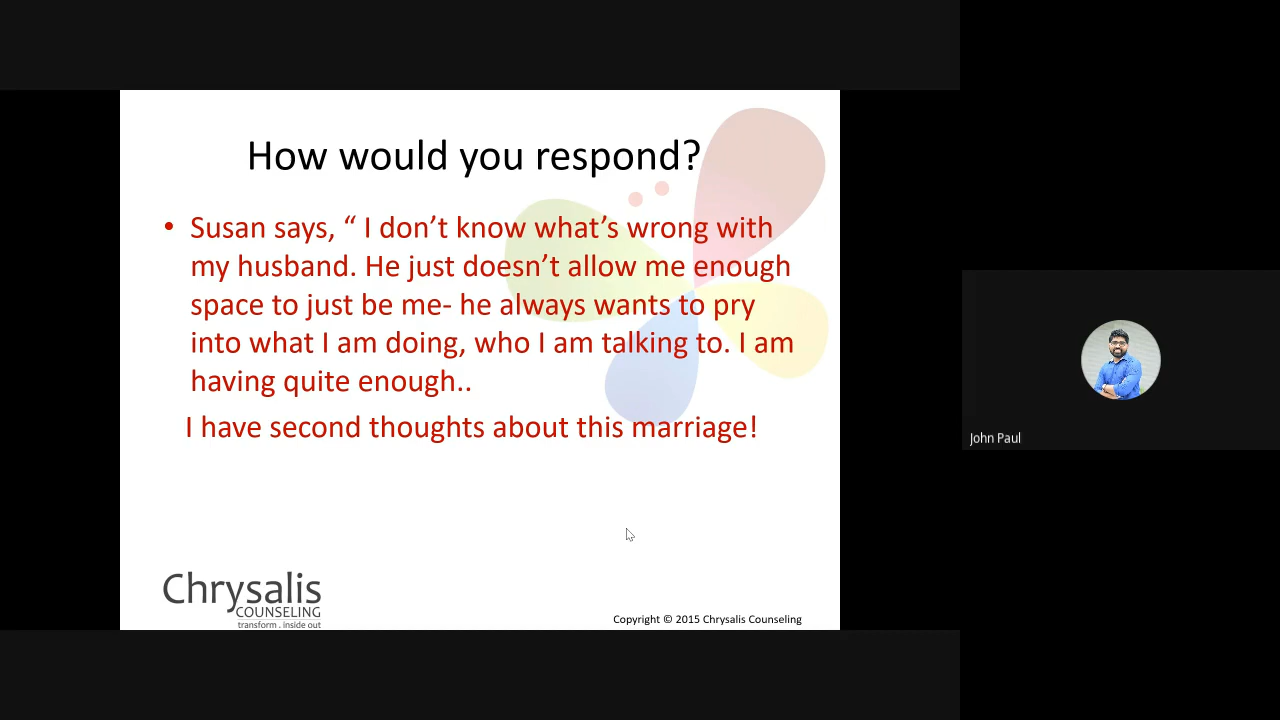 How would you respond?
• Susan says, “ I don’t know what’s wrong with
my husband. He just doesn’t allow me enough
space to just be me- he always wants to pry
into what I am doing, who I am talking to. I am
having quite enough..
I have second thoughts about this marriage!
John Paul
Chrysalis
COUNSELING
transform . inside out
Copyright © 2015 Chrysalis Counseling